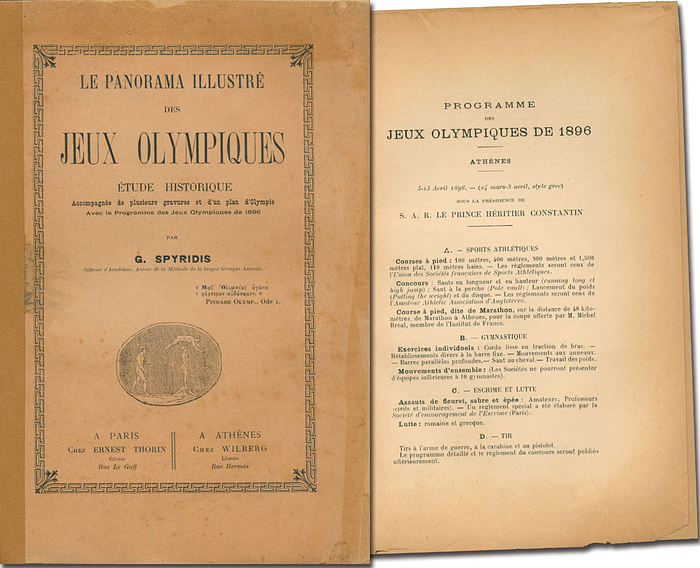 LE PANORAMA ILLUSTRÉ
DES
JEUX OLYMPIQUES
ÉTUDE HISTORIQUE
Accompagnée de plusieurs gravures et d'un plan d'Olympie
Avec le Programme des Jeux Olympiques de 1896
PAR
G. SPYRIDIS
Officier d'Académie, Auteur de la Méthode de la langue Grecque Actuelle.
« Μηδ' Ὀλυμπίας ἀγῶνα
« φέρτερον αὐδάσομεν. »
PINDARE OLYMP., Ode I.
A PARIS
CHEZ ERNEST THORIN
Editeur
Rue Le Goff
A ATHÈNES
CHEZ WILBERG
Libraire
Rue Hermès
PROGRAMME
DES
JEUX OLYMPIQUES DE 1896
ATHÈNES
5-15 Avril 1896. — (24 mars-3 avril, style grec)
SOUS LA PRÉSIDENCE DE
S. A. R. LE PRINCE HÉRITIER CONSTANTIN
A. — SPORTS ATHLÉTIQUES
Courses à pied : 100 mètres, 400 mètres, 800 mètres et 1,500
mètres plat, 110 mètres haies. — Les règlements seront ceux de
l'Union des Sociétés françaises de Sports Athlétiques.
Concours : Sauts en longueur et en hauteur (running long et
high jump) : Saut à la perche (Pole vault) ; Lancement du poids
(Putting the weight) et du disque. — Les règlements seront ceux de
l'Amateur Athletic Association d'Angleterre.
Course à pied, dite de Marathon, sur la distance de 48 kilo-
mètres, de Marathon à Athènes, pour la coupe offerte par M. Michel
Bréal, membre de l'Institut de France.
B. — GYMNASTIQUE
Exercices individuels : Corde lisse en traction de bras. —
Rétablissements divers à la barre fixe. — Mouvements aux anneaux.
— Barres parallèles profondes. — Saut au cheval. — Travail des poids.
Mouvements d'ensemble : (Les Sociétés ne pourront présenter
d'équipes inférieures à 10 gymnastes).
C. — ESCRIME ET LUTTE
Assauts de fleuret, sabre et épée : Amateurs ; Professeurs
(civils et militaires). — Un règlement spécial a été élaboré par la
Société d'encouragement de l'Escrime (Paris).
Lutte : romaine et grecque.
D. — TIR
Tirs à l'arme de guerre, à la carabine et au pistolet.
Le programme détaillé et le règlement du concours seront publiés
ultérieurement.